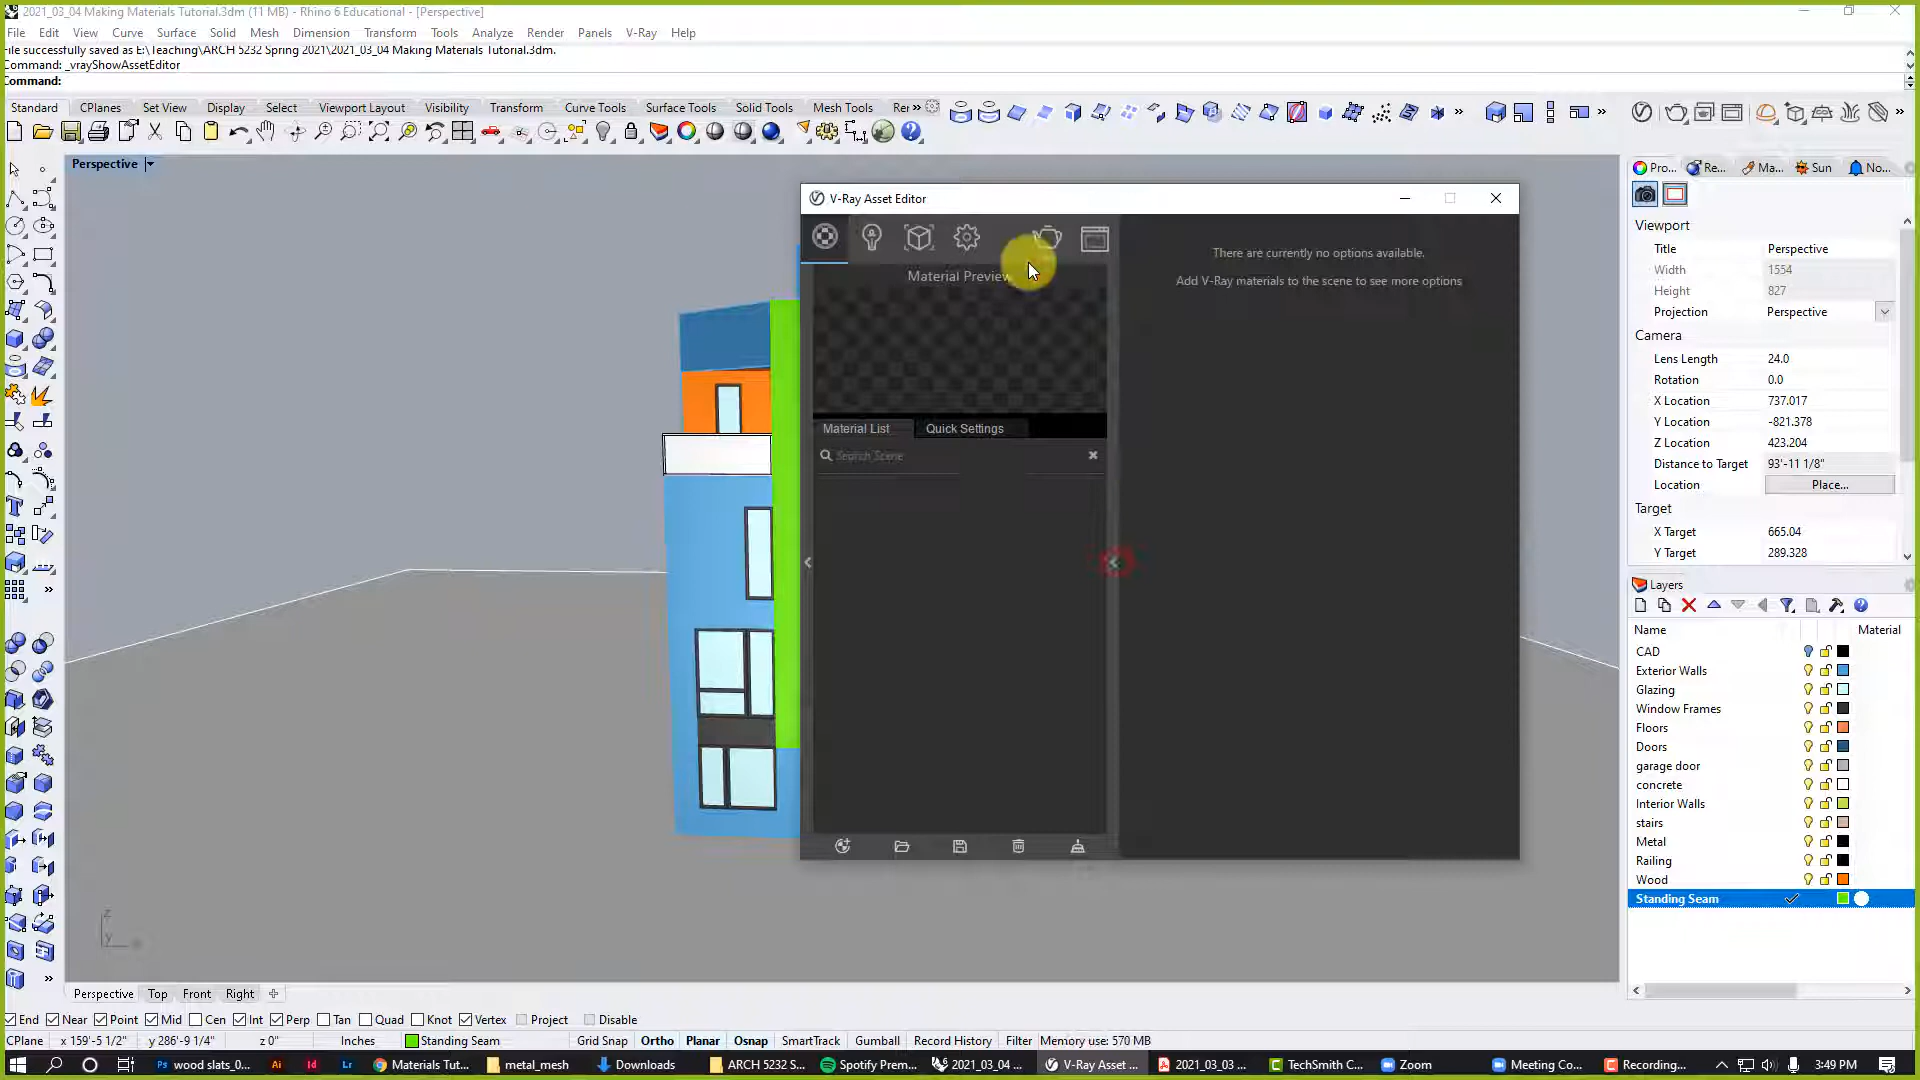 2021_03_04 Making Materials Tutorial.3dm (11 MB) - Rhino 6 Educational - [Perspective]
File Edit View Curve Surface Solid Mesh Dimension Transform Tools Analyze Render Panels V-Ray Help
File successfully saved as E:\Teaching\ARCH 5232 Spring 2021\2021_03_04 Making Materials Tutorial.3dm.
Command: _vrayShowAssetEditor
Command:
Standard CPlanes Set View Display Select Viewport Layout Visibility Transform Curve Tools Surface Tools Solid Tools Mesh Tools Rer »
Perspective
V-Ray Asset Editor
Material Preview
Material List Quick Settings
Search Scene
There are currently no options available.
Add V-Ray materials to the scene to see more options
Pro... Re... Ma... Sun No...
Viewport
Title Perspective
Width 1554
Height 827
Projection Perspective
Camera
Lens Length 24.0
Rotation 0.0
X Location 737.017
Y Location -821.378
Z Location 423.204
Distance to Target 93'-11 1/8"
Location Place...
Target
X Target 665.04
Y Target 289.328
Layers
Name Material
CAD
Exterior Walls
Glazing
Window Frames
Floors
Doors
garage door
concrete
Interior Walls
stairs
Metal
Railing
Wood
Standing Seam
z
y
Perspective Top Front Right
End Near Point Mid Cen Int Perp Tan Quad Knot Vertex Project Disable
CPlane x 159'-5 1/2" y 286'-9 1/4" z 0" Inches Standing Seam Grid Snap Ortho Planar Osnap SmartTrack Gumball Record History Filter Memory use: 570 MB
wood slats_0... Materials Tut... metal_mesh Downloads ARCH 5232 S... Spotify Prem... 2021_03_04 ... V-Ray Asset ... 2021_03_03 ... TechSmith C... Zoom Meeting Co... Recording... 3:49 PM